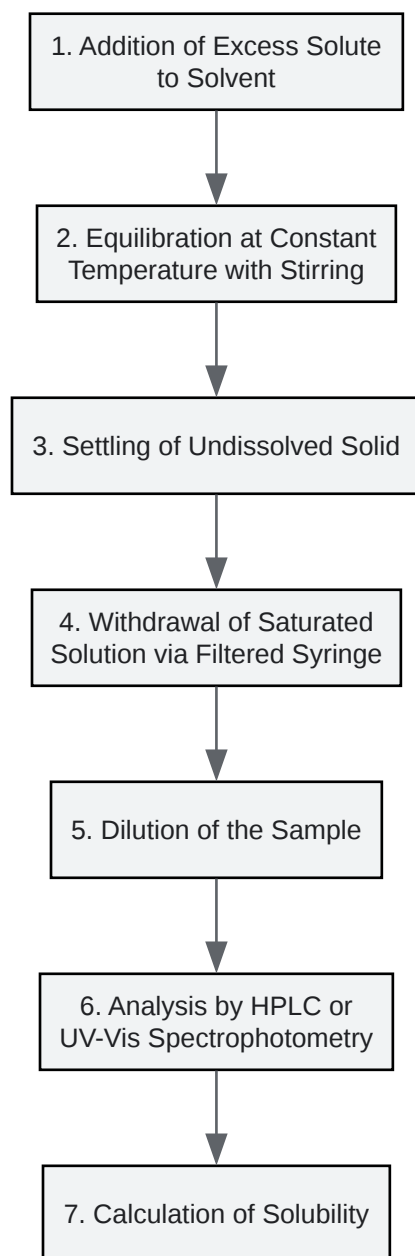 1. Addition of Excess Solute
to Solvent
2. Equilibration at Constant
Temperature with Stirring
3. Settling of Undissolved Solid
4. Withdrawal of Saturated
Solution via Filtered Syringe
5. Dilution of the Sample
6. Analysis by HPLC or
UV-Vis Spectrophotometry
7. Calculation of Solubility